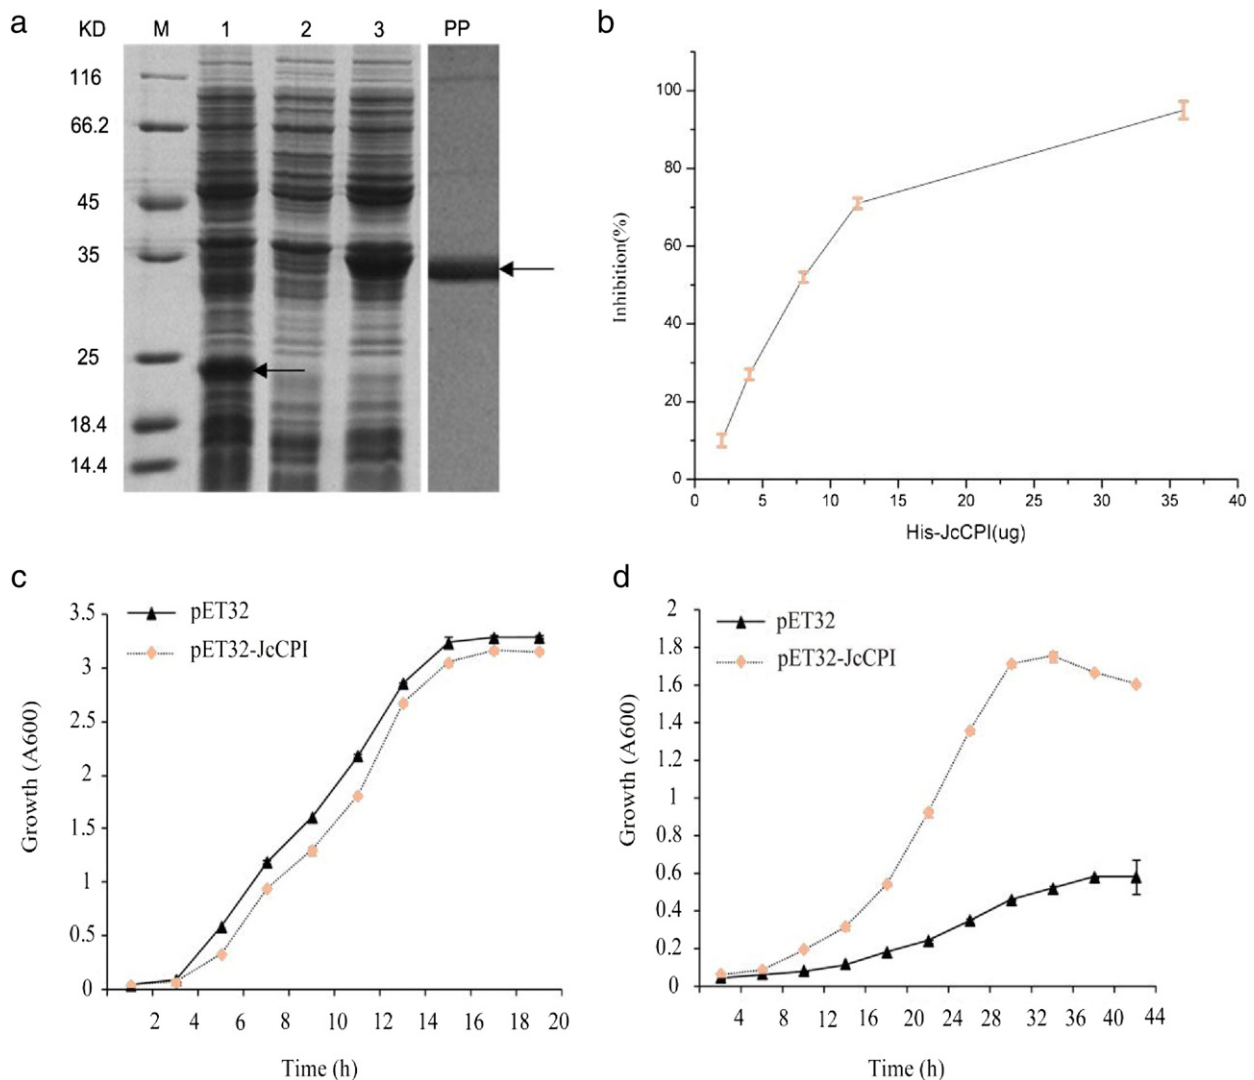 a
KD M 1 2 3 PP
116
66.2
45
35
25
18.4
14.4
b
Inhibition(%)
100
80
60
40
20
0
0 5 10 15 20 25 30 35 40
His-JcCPI(ug)
c
pET32
pET32-JcCPI
Growth (A600)
3.5
3
2.5
2
1.5
1
0.5
0
2 4 6 8 10 12 14 16 18 20
Time (h)
d
pET32
pET32-JcCPI
Growth (A600)
2
1.8
1.6
1.4
1.2
1
0.8
0.6
0.4
0.2
0
4 8 12 16 20 24 28 32 36 40 44
Time (h)